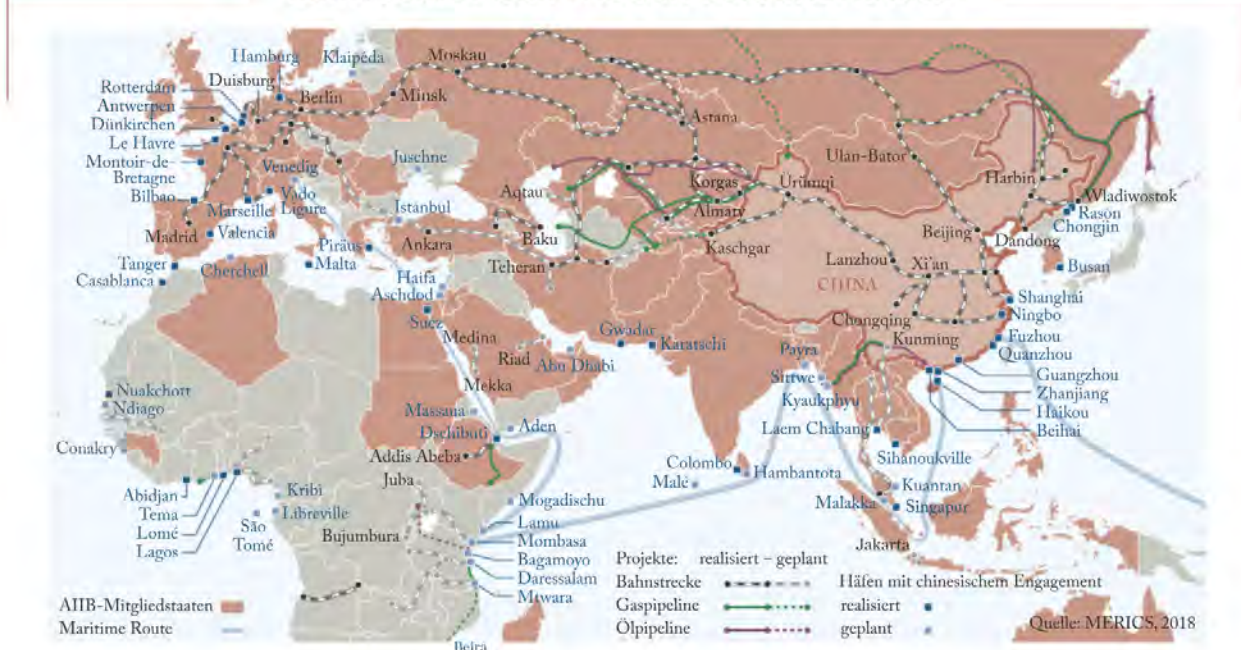 Hamburg
Klaipėda
Moskau
Duisburg
Rotterdam
Berlin
Minsk
Antwerpen
Dünkirchen
Astana
Le Havre
Montoir-de-
Bretagne
Venedig
Juschne
Ulan-Bator
Harbin
Korgas
Ürümqi
Bilbao
Vado
Ligure
Aqtau
Wladiwostok
Marseille
Istanbul
Almaty
Rason
Chongjin
Madrid
Valencia
Ankara
Baku
Kaschgar
Beijing
Dandong
Piräus
Lanzhou
Xi'an
Tanger
Cherchell
Malta
Teheran
Busan
Casablanca
Haifa
CHINA
Aschdod
Shanghai
Suez
Chongqing
Ningbo
Medina
Gwadar
Kunming
Fuzhou
Riad
Karatschi
Payra
Quanzhou
Abu Dhabi
Guangzhou
Mekka
Sittwe
Zhanjiang
Nuakchott
Kyaukphyu
Ndiago
Massaua
Haikou
Dschibuti
Aden
Laem Chabang
Beihai
Conakry
Addis Abeba
Sihanoukville
Juba
Colombo
Hambantota
Malé
Kuantan
Abidjan
Kribi
Mogadischu
Malakka
Singapur
Tema
Libreville
Lamu
Lomé
São
Tomé
Bujumbura
Mombasa
Jakarta
Lagos
Bagamoyo
Projekte: realisiert – geplant
Daressalam
Bahnstrecke
Häfen mit chinesischem Engagement
Mtwara
AIIB-Mitgliedstaaten
Gaspipeline
realisiert
Maritime Route
Ölpipeline
geplant
Quelle: MERICS, 2018
Beira